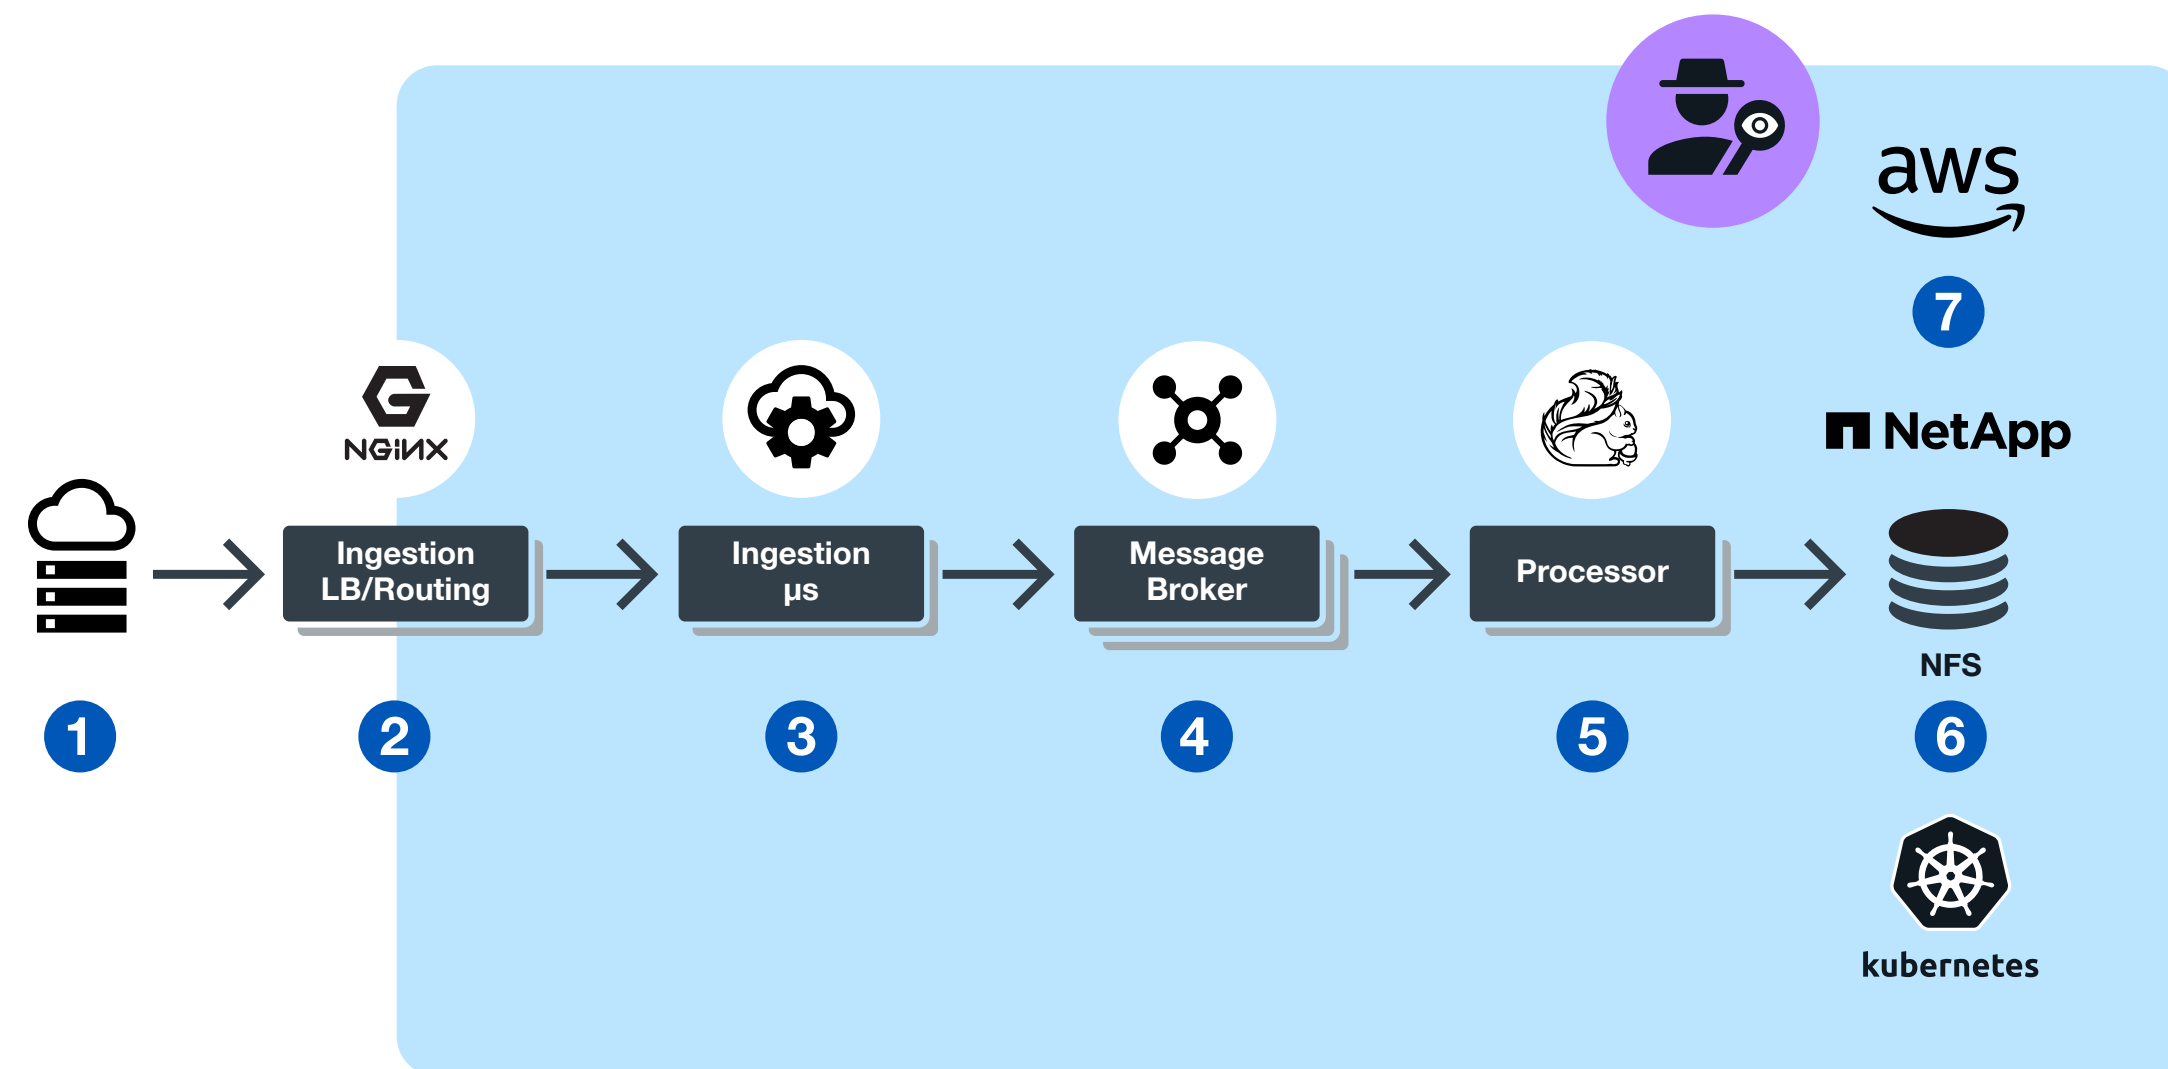 aws
7
NGINX
NetApp
Ingestion
LB/Routing
Ingestion
µs
Message
Broker
Processor
NFS
1
2
3
4
5
6
kubernetes